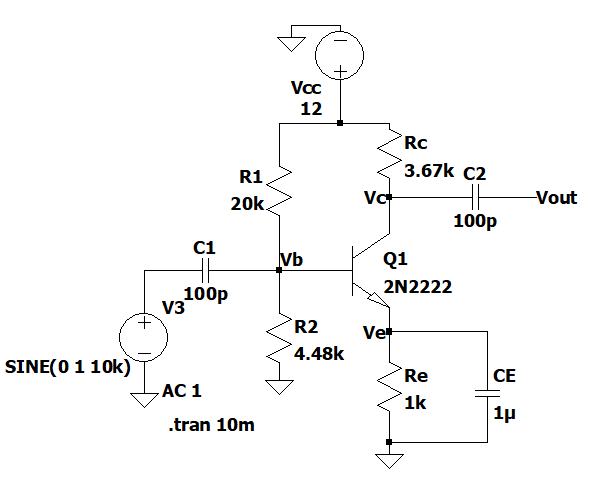 Vcc
12
Rc
3.67k
C2
R1
20k
Vc
Vout
100p
C1
Vb
Q1
100p
2N2222
V3
R2
4.48k
Ve
SINE(0 1 10k)
Re
1k
CE
1µ
AC 1
.tran 10m